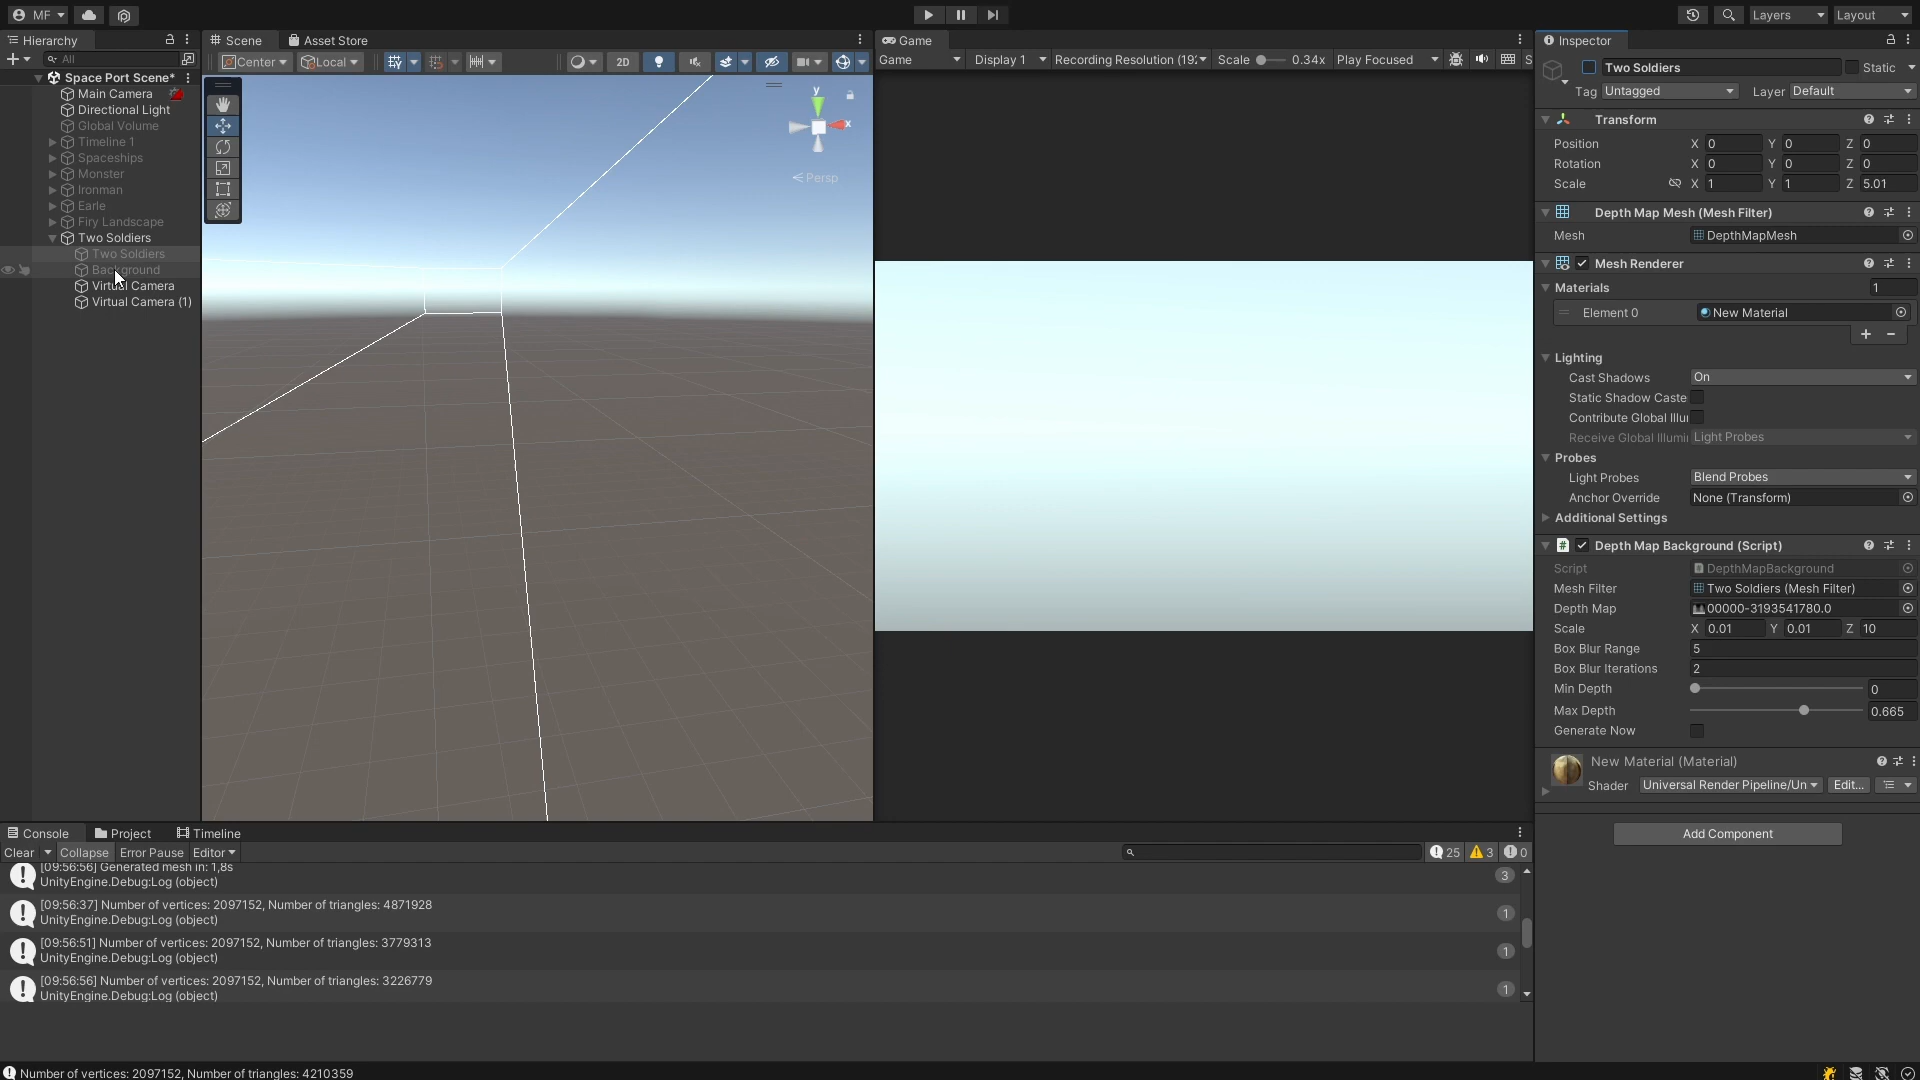 MF
Layers
Layout
Hierarchy
All
Space Port Scene*
Main Camera
Directional Light
Global Volume
Timeline 1
Spaceships
Monster
Ironman
Earle
Firy Landscape
Two Soldiers
Two Soldiers
Background
Virtual Camera
Virtual Camera (1)
Scene
Asset Store
Center
Local
2D
y
x
Persp
Game
Game
Display 1
Recording Resolution (192
Scale
0.34x
Play Focused
S
Inspector
Two Soldiers
Static
Tag Untagged
Layer Default
Transform
Position X 0 Y 0 Z 0
Rotation X 0 Y 0 Z 0
Scale X 1 Y 1 Z 5.01
Depth Map Mesh (Mesh Filter)
Mesh DepthMapMesh
Mesh Renderer
Materials 1
Element 0 New Material
Lighting
Cast Shadows On
Static Shadow Caste
Contribute Global Illu
Receive Global Illumi Light Probes
Probes
Light Probes Blend Probes
Anchor Override None (Transform)
Additional Settings
Depth Map Background (Script)
Script DepthMapBackground
Mesh Filter Two Soldiers (Mesh Filter)
Depth Map 00000-3193541780.0
Scale X 0.01 Y 0.01 Z 10
Box Blur Range 5
Box Blur Iterations 2
Min Depth 0
Max Depth 0.665
Generate Now
New Material (Material)
Shader Universal Render Pipeline/Un Edit...
Add Component
Console
Project
Timeline
Clear
Collapse
Error Pause
Editor
25
3
0
[09:56:56] Generated mesh in: 1,8s
UnityEngine.Debug:Log (object)
3
[09:56:37] Number of vertices: 2097152, Number of triangles: 4871928
UnityEngine.Debug:Log (object)
1
[09:56:51] Number of vertices: 2097152, Number of triangles: 3779313
UnityEngine.Debug:Log (object)
1
[09:56:56] Number of vertices: 2097152, Number of triangles: 3226779
UnityEngine.Debug:Log (object)
1
Number of vertices: 2097152, Number of triangles: 4210359